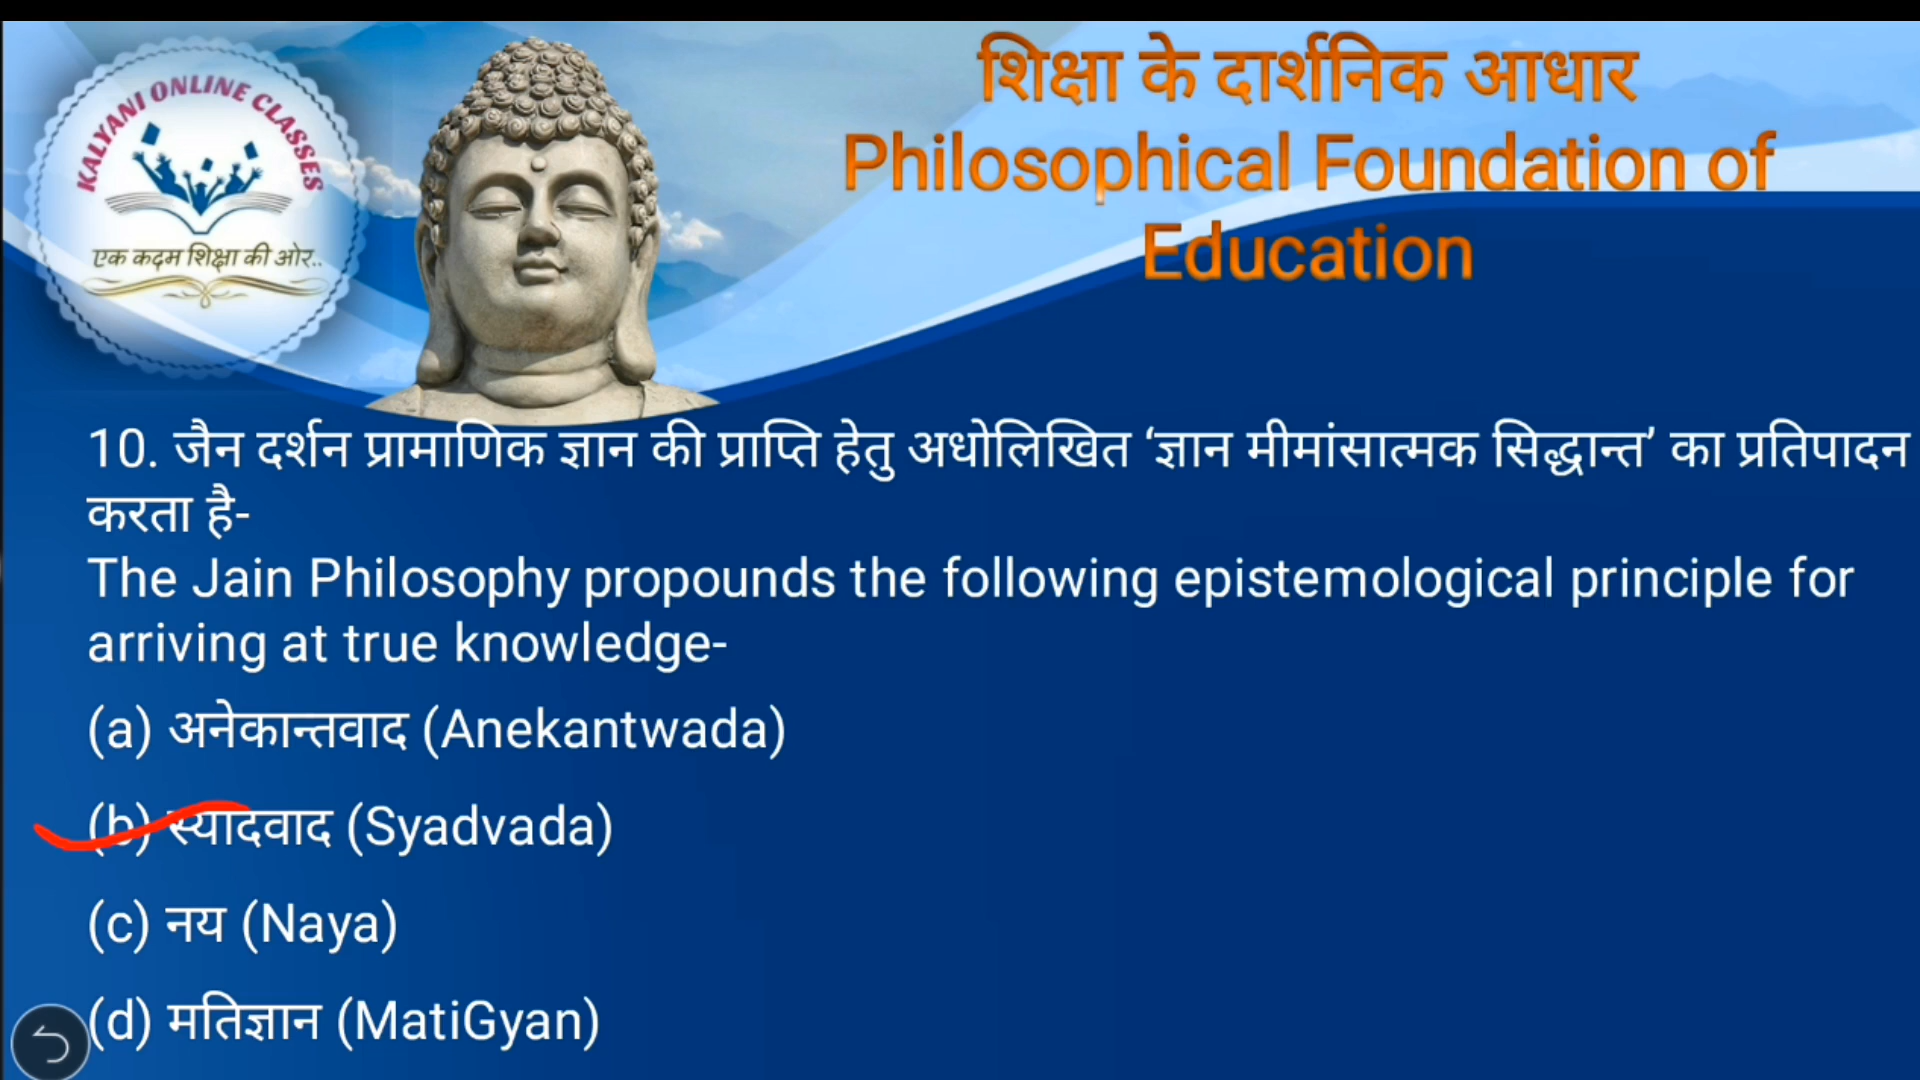 KALYANI ONLINE CLASSES
एक कदम शिक्षा की ओर..
शिक्षा के दार्शनिक आधार
Philosophical Foundation of
Education
10. जैन दर्शन प्रामाणिक ज्ञान की प्राप्ति हेतु अधोलिखित ‘ज्ञान मीमांसात्मक सिद्धान्त’ का प्रतिपादन
करता है-
The Jain Philosophy propounds the following epistemological principle for
arriving at true knowledge-
(a) अनेकान्तवाद (Anekantwada)
(b) स्यादवाद (Syadvada)
(c) नय (Naya)
(d) मतिज्ञान (MatiGyan)